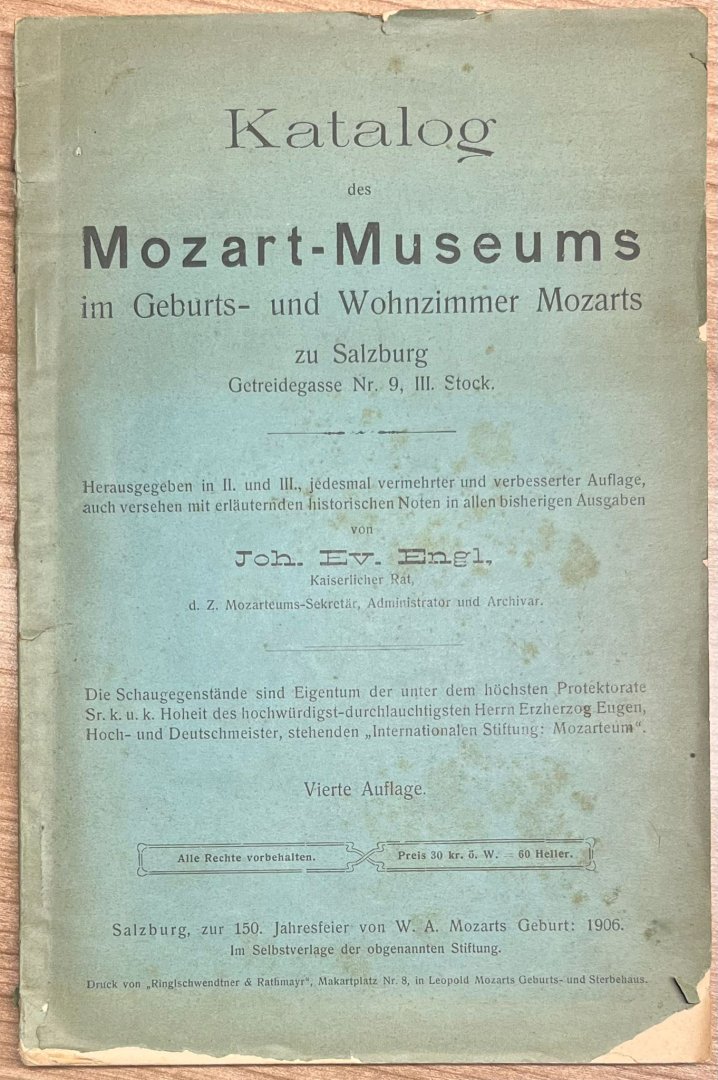 Katalog
des
Mozart-Museums
im Geburts- und Wohnzimmer Mozarts
zu Salzburg
Getreidegasse Nr. 9, III. Stock.
Herausgegeben in II. und III., jedesmal vermehrter und verbesserter Auflage,
auch versehen mit erläuternden historischen Noten in allen bisherigen Ausgaben
von
Joh. Ev. Engl,
Kaiserlicher Rat,
d. Z. Mozarteums-Sekretär, Administrator und Archivar.
Die Schaugegenstände sind Eigentum der unter dem höchsten Protektorate
Sr. k. u. k. Hoheit des hochwürdigst-durchlauchtigsten Herrn Erzherzog Eugen,
Hoch- und Deutschmeister, stehenden „Internationalen Stiftung: Mozarteum“.
Vierte Auflage.
Alle Rechte vorbehalten. Preis 30 kr. ö. W. = 60 Heller.
Salzburg, zur 150. Jahresfeier von W. A. Mozarts Geburt: 1906.
Im Selbstverlage der obgenannten Stiftung.
Druck von „Ringlschwendtner & Rathmayr“, Makartplatz Nr. 8, in Leopold Mozarts Geburts- und Sterbehaus.